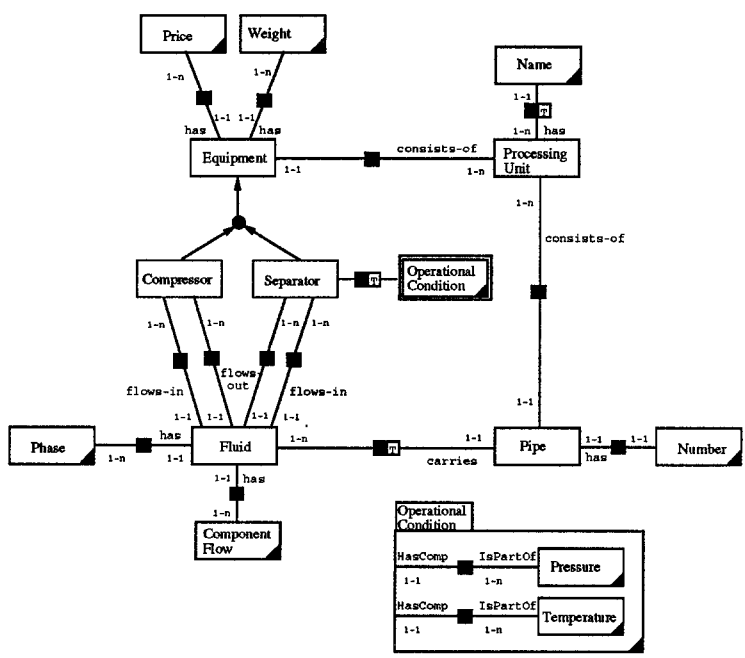 Price
Weight
Name
1-n
1-n
1-1
T
1-1
1-1
1-n
has
has
has
Equipment
consists-of
Processing
Unit
1-1
1-n
1-n
consists-of
Compressor
Separator
T
Operational
Condition
1-n
1-n
1-n
1-n
flows-in
flows-
out
flows-in
1-1
1-1
1-1
1-1
1-1
Phase
has
1-n
1-1
Fluid
1-n
T
1-1
carries
Pipe
1-1
1-1
has
Number
1-1
has
1-n
Component
Flow
Operational
Condition
HasComp
IsPartOf
Pressure
1-1
1-n
HasComp
IsPartOf
Temperature
1-1
1-n